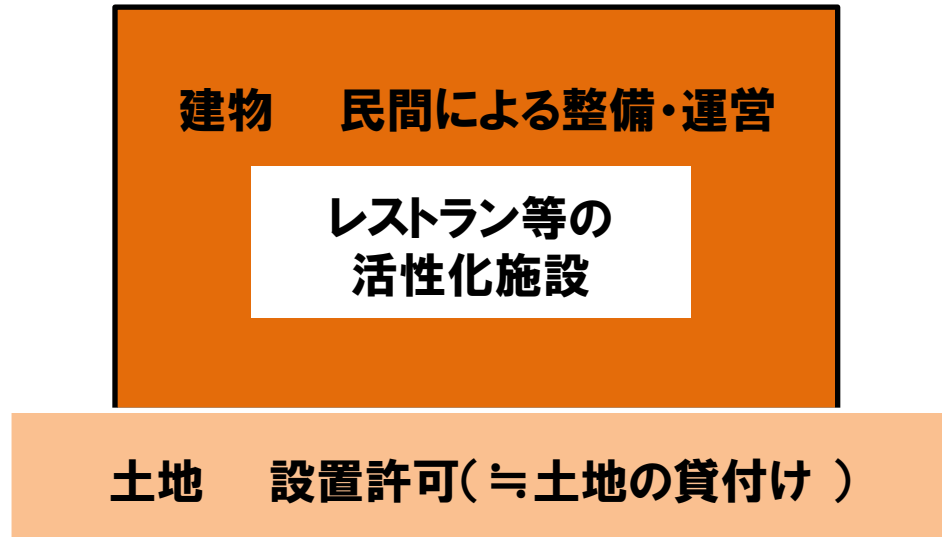 建物　民間による整備・運営
レストラン等の
活性化施設
土地　設置許可(≒土地の貸付け )